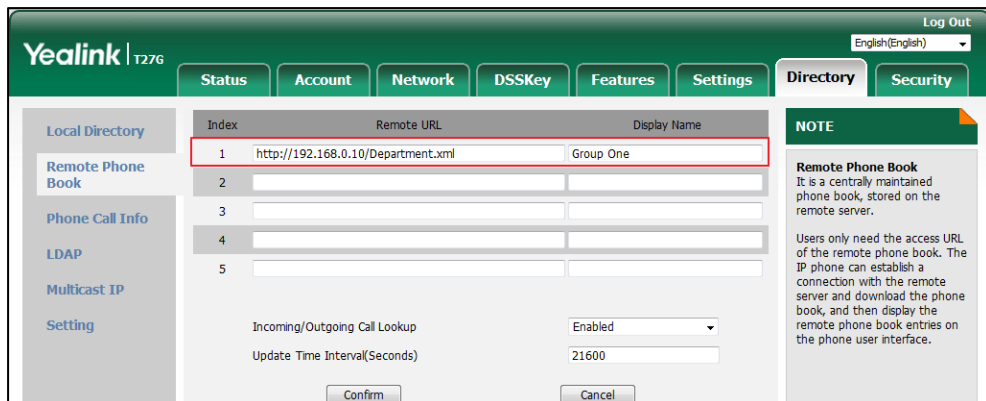 Log Out
English(English)
Yealink T27G
Status Account Network DSSKey Features Settings Directory Security
Local Directory
Remote Phone
Book
Phone Call Info
LDAP
Multicast IP
Setting
Index Remote URL Display Name
1 http://192.168.0.10/Department.xml Group One
2
3
4
5
Incoming/Outgoing Call Lookup Enabled
Update Time Interval(Seconds) 21600
Confirm Cancel
NOTE
Remote Phone Book
It is a centrally maintained
phone book, stored on the
remote server.
Users only need the access URL
of the remote phone book. The
IP phone can establish a
connection with the remote
server and download the phone
book, and then display the
remote phone book entries on
the phone user interface.